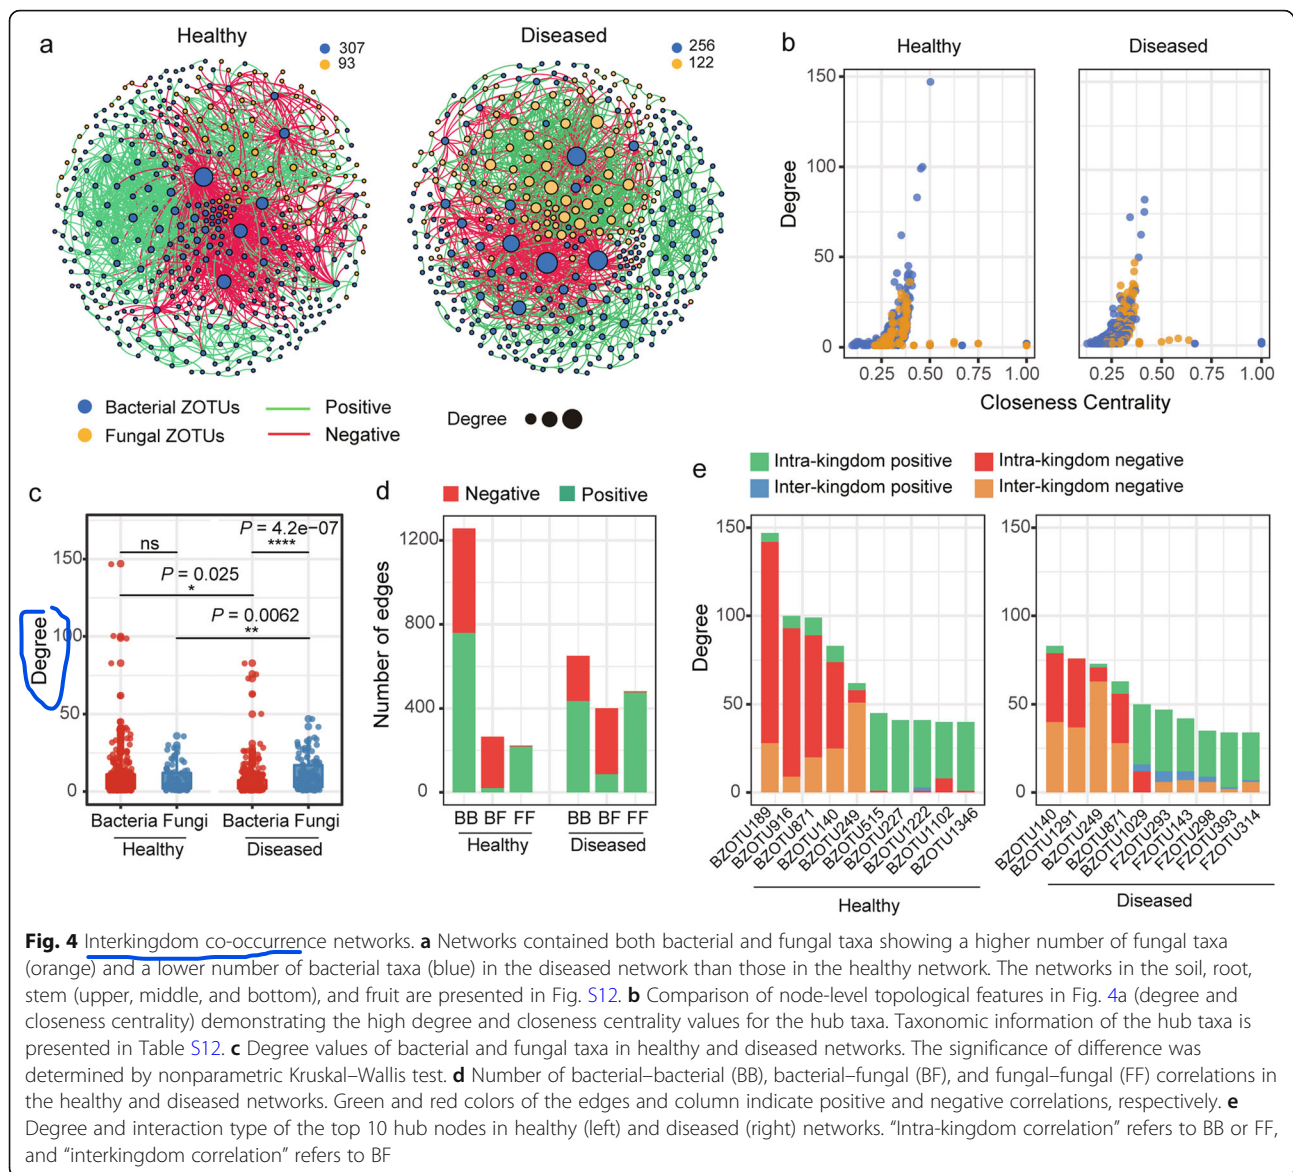 a
Healthy
307
93
Diseased
256
122
Bacterial ZOTUs
Positive
Fungal ZOTUs
Negative
Degree
b
Healthy
Diseased
150
100
50
0
Degree
0.25 0.50 0.75 1.00
0.25 0.50 0.75 1.00
Closeness Centrality
c
P = 4.2e−07
ns
****
P = 0.025
*
P = 0.0062
**
150
100
50
0
Degree
Bacteria Fungi Bacteria Fungi
Healthy
Diseased
d
Negative
Positive
1200
800
400
0
Number of edges
BB BF FF
BB BF FF
Healthy
Diseased
e
Intra-kingdom positive
Intra-kingdom negative
Inter-kingdom positive
Inter-kingdom negative
150
100
50
0
Degree
BZOTU189
BZOTU916
BZOTU871
BZOTU140
BZOTU249
BZOTU515
BZOTU227
BZOTU1222
BZOTU1102
BZOTU1346
Healthy
150
100
50
0
BZOTU140
BZOTU1291
BZOTU249
BZOTU871
BZOTU1029
FZOTU293
FZOTU143
FZOTU298
FZOTU393
FZOTU314
Diseased
Fig. 4 Interkingdom co-occurrence networks. a Networks contained both bacterial and fungal taxa showing a higher number of fungal taxa
(orange) and a lower number of bacterial taxa (blue) in the diseased network than those in the healthy network. The networks in the soil, root,
stem (upper, middle, and bottom), and fruit are presented in Fig. S12. b Comparison of node-level topological features in Fig. 4a (degree and
closeness centrality) demonstrating the high degree and closeness centrality values for the hub taxa. Taxonomic information of the hub taxa is
presented in Table S12. c Degree values of bacterial and fungal taxa in healthy and diseased networks. The significance of difference was
determined by nonparametric Kruskal–Wallis test. d Number of bacterial–bacterial (BB), bacterial–fungal (BF), and fungal–fungal (FF) correlations in
the healthy and diseased networks. Green and red colors of the edges and column indicate positive and negative correlations, respectively. e
Degree and interaction type of the top 10 hub nodes in healthy (left) and diseased (right) networks. “Intra-kingdom correlation” refers to BB or FF,
and “interkingdom correlation” refers to BF